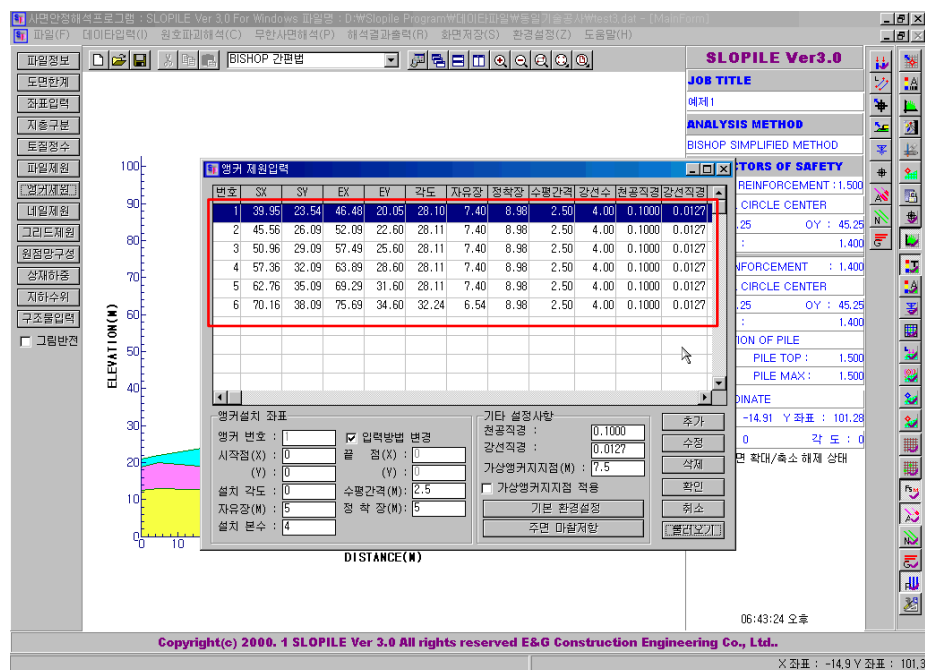 사면안정해석프로그램 : SLOPILE Ver 3.0 For Windows 파일명 : D:₩Slopile Program₩데이타파일₩동일기술공사₩test3.dat - [MainForm]
파일(F) 데이타입력(I) 원호파괴해석(C) 무한사면해석(P) 해석결과출력(R) 화면저장(S) 환경설정(Z) 도움말(H)
BISHOP 간편법
파일정보
도면한계
좌표입력
지층구분
토질정수
파일제원
앵커제원
네일제원
그리드제원
원점망구성
상재하중
지하수위
구조물입력
그림반전
ELEVATION(M)
100
90
80
70
60
50
40
30
20
10
0
0 10
DISTANCE(M)
앵커 제원입력
번호 SX SY EX EY 각도 자유장 정착장 수평간격 강선수 천공직경 강선직경
1 39.95 23.54 46.48 20.05 28.10 7.40 8.98 2.50 4.00 0.1000 0.0127
2 45.56 26.09 52.09 22.60 28.11 7.40 8.98 2.50 4.00 0.1000 0.0127
3 50.96 29.09 57.49 25.60 28.11 7.40 8.98 2.50 4.00 0.1000 0.0127
4 57.36 32.09 63.89 28.60 28.11 7.40 8.98 2.50 4.00 0.1000 0.0127
5 62.76 35.09 69.29 31.60 28.11 7.40 8.98 2.50 4.00 0.1000 0.0127
6 70.16 38.09 75.69 34.60 32.24 6.54 8.98 2.50 4.00 0.1000 0.0127
앵커설치 좌표
앵커 번호 : 1 입력방법 변경
시작점(X) : 0 끝 점(X) : 0
(Y) : 0 (Y) : 0
설치 각도 : 0 수평간격(M): 2.5
자유장(M) : 5 정 착 장(M): 5
설치 본수 : 4
기타 설정사항
천공직경 : 0.1000
강선직경 : 0.0127
가상앵커지지점(M) : 7.5
가상앵커지지점 적용
기본 환경설정
주면 마찰저항
추가
수정
삭제
확인
취소
불러오기
SLOPILE Ver3.0
JOB TITLE
예제1
ANALYSIS METHOD
BISHOP SIMPLIFIED METHOD
CTORS OF SAFETY
REINFORCEMENT : 1.500
CIRCLE CENTER
.25 OY : 45.25
: 1.400
NFORCEMENT : 1.400
CIRCLE CENTER
.25 OY : 45.25
: 1.400
ION OF PILE
PILE TOP : 1.500
PILE MAX : 1.500
DINATE
-14.91 Y 좌표 : 101.28
0 각 도 : 0
면 확대/축소 해제 상태
06:43:24 오후
Copyright(c) 2000. 1 SLOPILE Ver 3.0 All rights reserved E&G Construction Engineering Co., Ltd..
X 좌표 : -14.9 Y 좌표 : 101.3